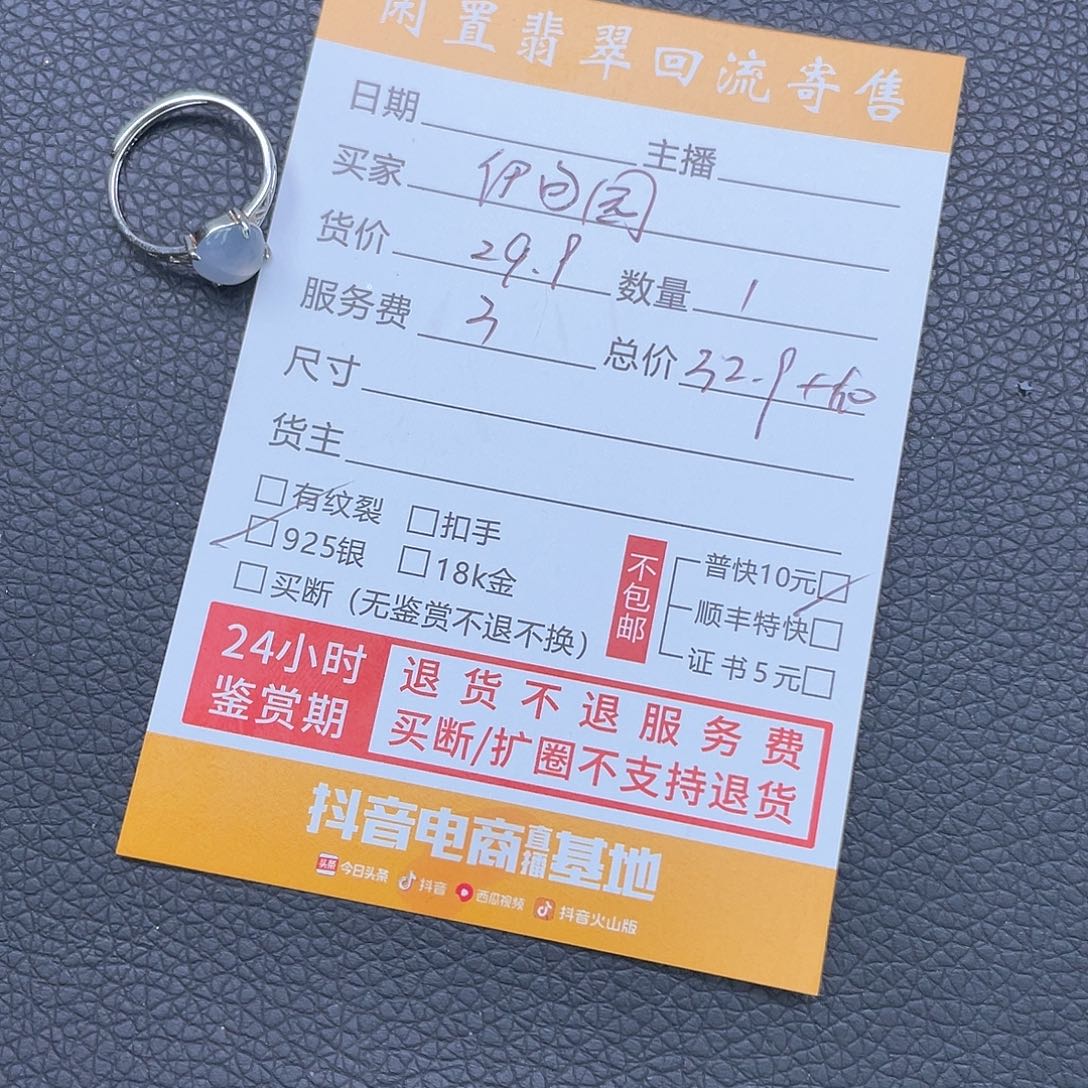 闲置翡翠回流寄售
日期 主播
买家 伊白园
货价 29.9 数量 1
服务费 3 总价 32.9+10
尺寸
货主
有纹裂 扣手
925银 18k金
买断（无鉴赏不退不换）
不包邮
普快10元
顺丰特快
证书5元
24小时
鉴赏期
退货不退服务费
买断/扩圈不支持退货
抖音电商直播基地
头条 今日头条 抖音 西瓜视频 抖音火山版